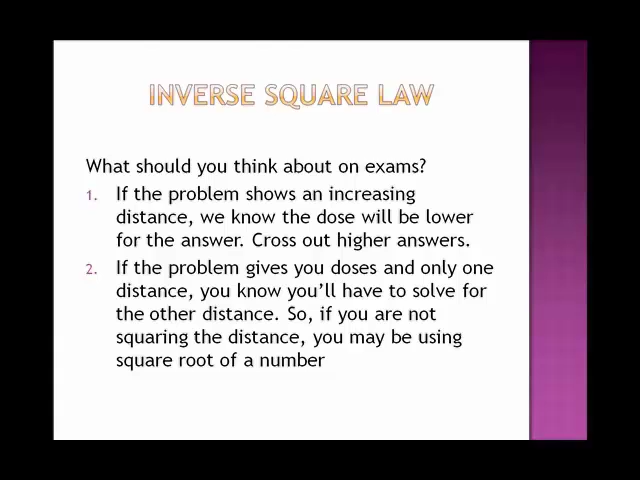 INVERSE SQUARE LAW
What should you think about on exams?
1. If the problem shows an increasing
distance, we know the dose will be lower
for the answer. Cross out higher answers.
2. If the problem gives you doses and only one
distance, you know you’ll have to solve for
the other distance. So, if you are not
squaring the distance, you may be using
square root of a number